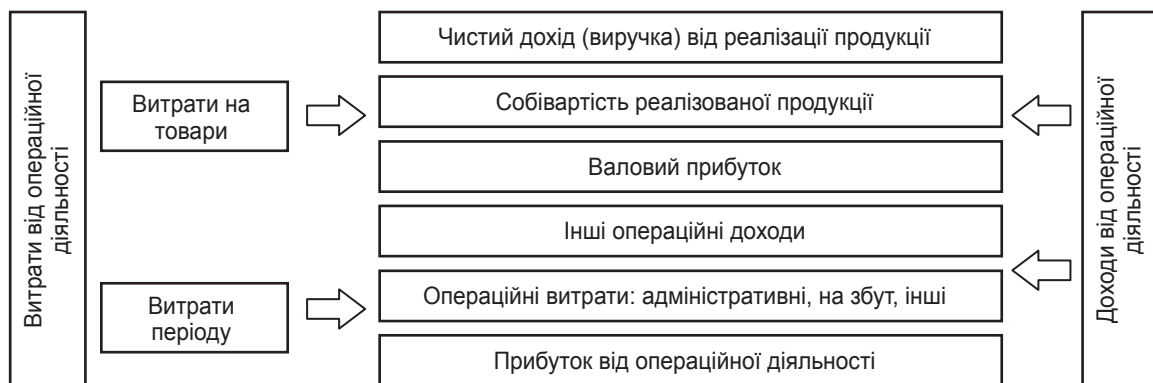 Витрати від операційної
діяльності
Витрати на
товари
Витрати
періоду
Чистий дохід (виручка) від реалізації продукції
Собівартість реалізованої продукції
Валовий прибуток
Інші операційні доходи
Операційні витрати: адміністративні, на збут, інші
Прибуток від операційної діяльності
Доходи від операційної
діяльності